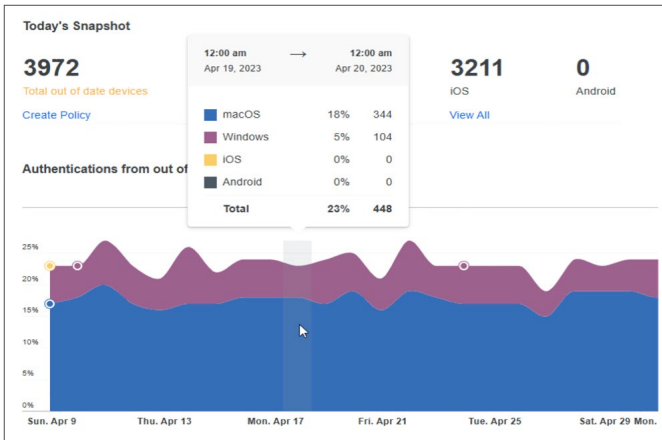 Today's Snapshot
3972
Total out of date devices
Create Policy
12:00 am → 12:00 am
Apr 19, 2023 Apr 20, 2023
macOS 18% 344
Windows 5% 104
iOS 0% 0
Android 0% 0
Total 23% 448
3211
iOS
View All
0
Android
Authentications from out of
25%
20%
15%
10%
5%
0%
Sun. Apr 9 Thu. Apr 13 Mon. Apr 17 Fri. Apr 21 Tue. Apr 25 Sat. Apr 29 Mon.